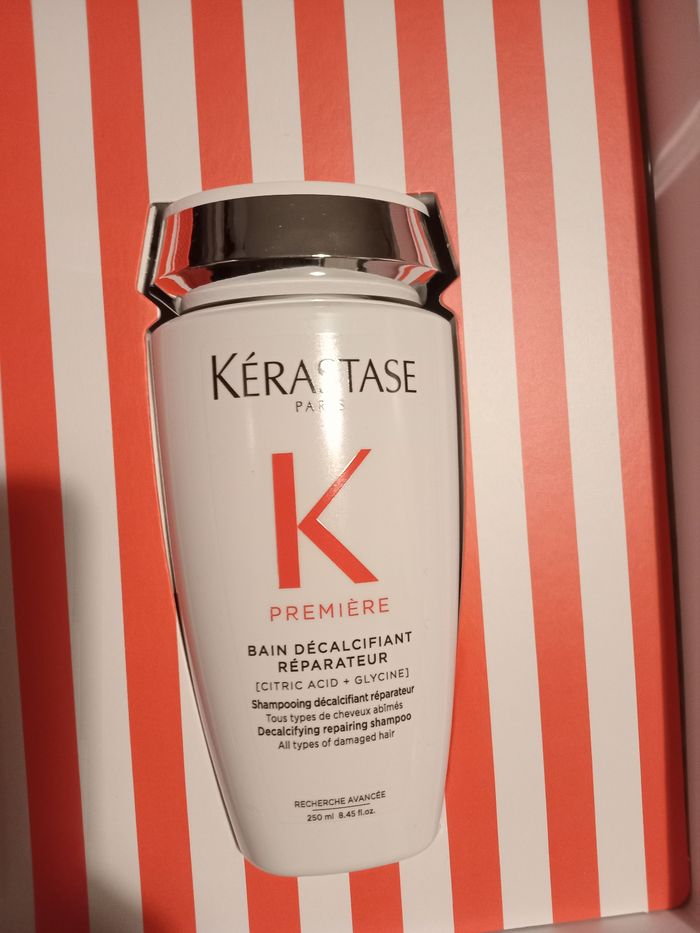 KÉRASTASE
PARIS
K
PREMIÈRE
BAIN DÉCALCIFIANT
RÉPARATEUR
[CITRIC ACID + GLYCINE]
Shampooing décalcifiant réparateur
Tous types de cheveux abîmés
Decalcifying repairing shampoo
All types of damaged hair
RECHERCHE AVANCÉE
250 ml 8.45 fl.oz.